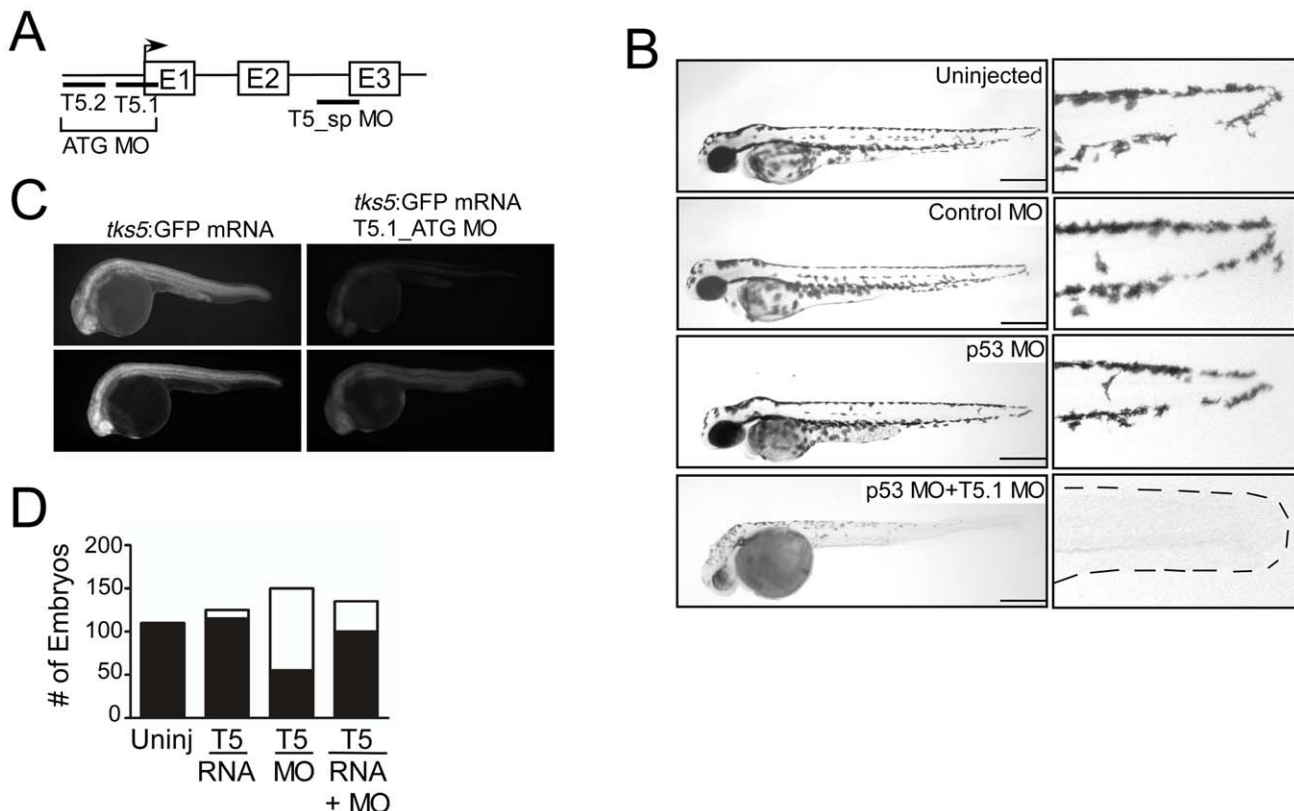 A
E1
E2
E3
T5.2
T5.1
T5_sp MO
ATG MO
B
Uninjected
Control MO
p53 MO
p53 MO+T5.1 MO
C
tks5:GFP mRNA
tks5:GFP mRNA
T5.1_ATG MO
D
# of Embryos
200
150
100
50
0
Uninj
T5
RNA
T5
MO
T5
RNA
+ MO